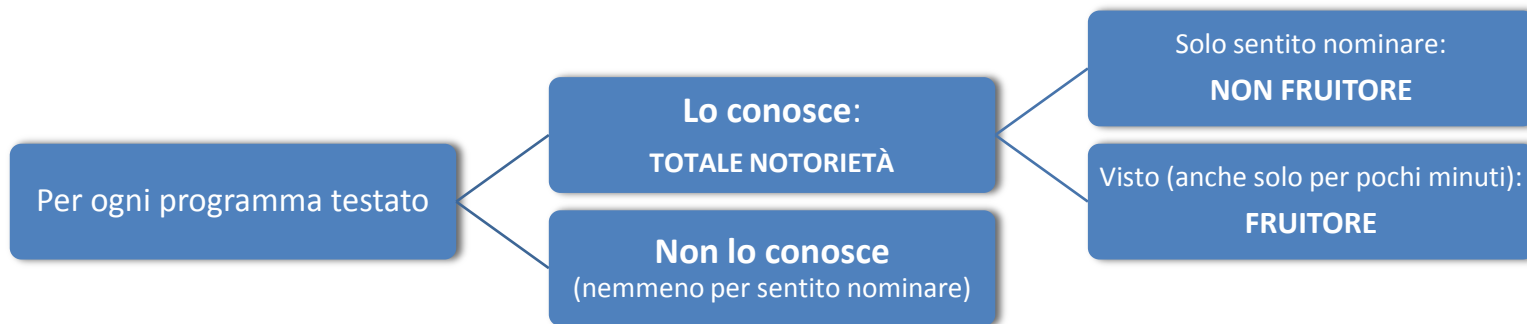 Per ogni programma testato
Lo conosce:
TOTALE NOTORIETÀ
Non lo conosce
(nemmeno per sentito nominare)
Solo sentito nominare:
NON FRUITORE
Visto (anche solo per pochi minuti):
FRUITORE